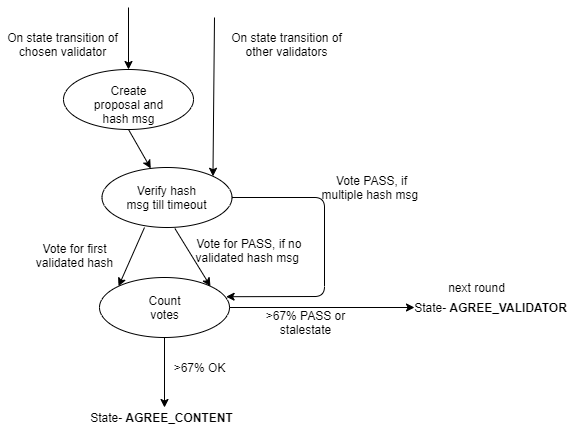 On state transition of
chosen validator
On state transition of
other validators
Create
proposal and
hash msg
Vote PASS, if
multiple hash msg
Verify hash
msg till timeout
Vote for first
validated hash
Vote for PASS, if no
validated hash msg
Count
votes
next round
State- AGREE_VALIDATOR
>67% PASS or
stalestate
>67% OK
State- AGREE_CONTENT